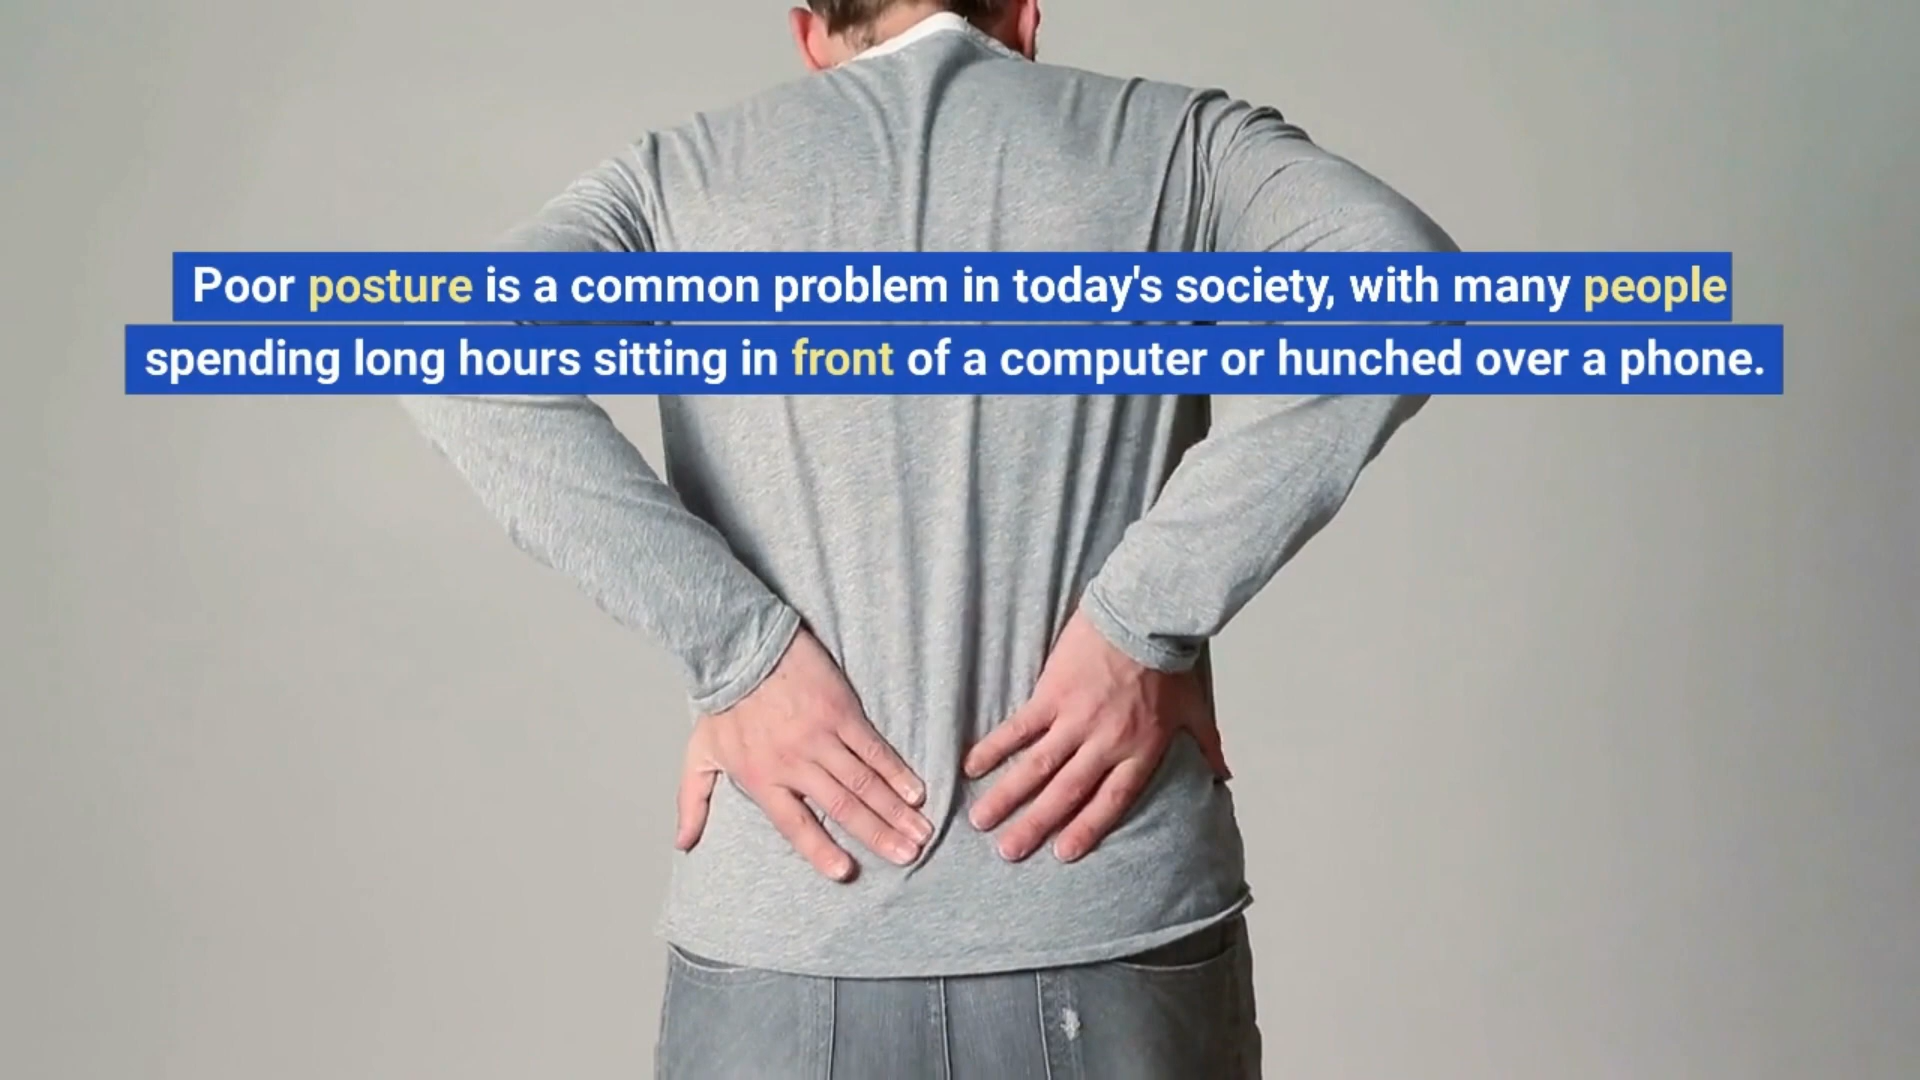 Poor posture is a common problem in today's society, with many people
spending long hours sitting in front of a computer or hunched over a phone.